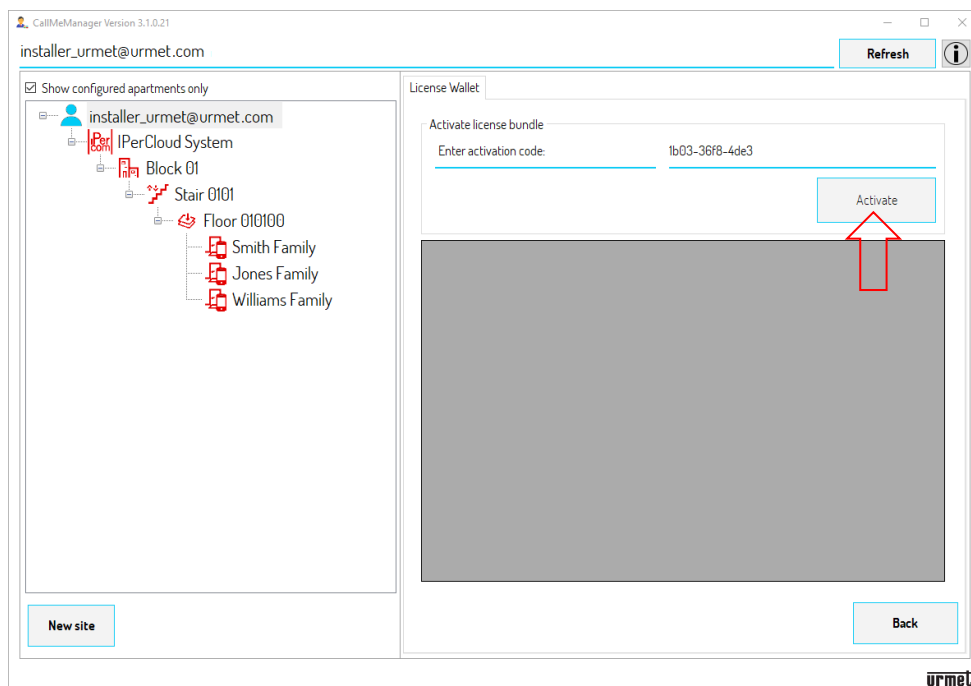 CallMeManager Version 3.1.0.21
installer_urmet@urmet.com
Refresh
Show configured apartments only
installer_urmet@urmet.com
IPer
com
IPerCloud System
Block 01
Stair 0101
Floor 010100
Smith Family
Jones Family
Williams Family
New site
License Wallet
Activate license bundle
Enter activation code: 1b03-36f8-4de3
Activate
Back
urmet